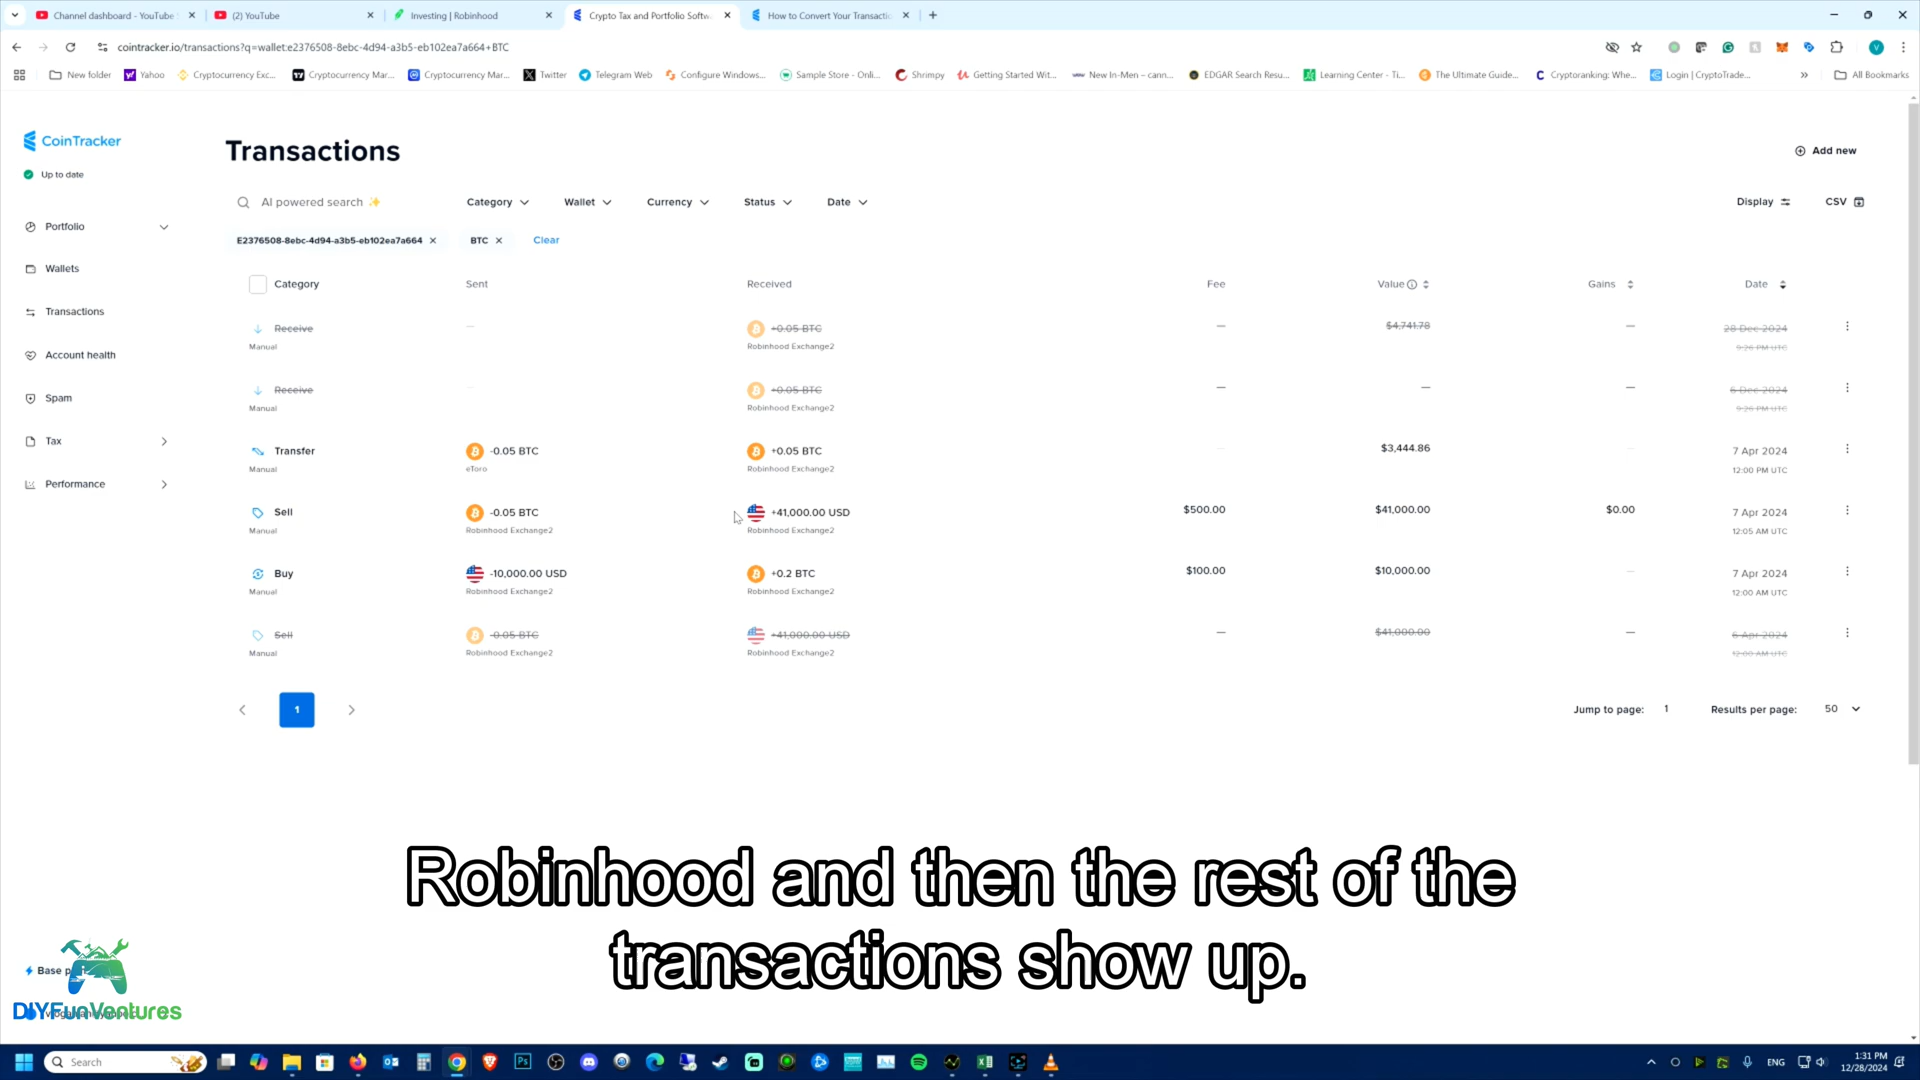 Channel dashboard - YouTube
(2) YouTube
Investing | Robinhood
Crypto Tax and Portfolio Softw
How to Convert Your Transacti
cointracker.io/transactions?q=wallet:e2376508-8ebc-4d94-a3b5-eb102ea7a664+BTC
New folder
Yahoo
Cryptocurrency Exc...
Cryptocurrency Mar...
Cryptocurrency Mar...
Twitter
Telegram Web
Configure Windows...
Sample Store - Onli...
Shrimpy
Getting Started Wit...
New In-Men – cann...
EDGAR Search Resu...
Learning Center - Ti...
The Ultimate Guide...
Cryptoranking: Whe...
Login | CryptoTrade...
All Bookmarks
CoinTracker
Up to date
Portfolio
Wallets
Transactions
Account health
Spam
Tax
Performance
Transactions
Add new
AI powered search
Category
Wallet
Currency
Status
Date
Display
CSV
E2376508-8ebc-4d94-a3b5-eb102ea7a664 ×
BTC ×
Clear
Category Sent Received Fee Value Gains Date
Receive — +0.05 BTC — $4,741.78 — 28 Dec 2024
Manual Robinhood Exchange2 9:26 PM UTC
Receive +0.05 BTC — — — 6 Dec 2024
Manual Robinhood Exchange2 9:26 PM UTC
Transfer -0.05 BTC +0.05 BTC $3,444.86 7 Apr 2024
Manual eToro Robinhood Exchange2 12:00 PM UTC
Sell -0.05 BTC +41,000.00 USD $500.00 $41,000.00 $0.00 7 Apr 2024
Manual Robinhood Exchange2 Robinhood Exchange2 12:05 AM UTC
Buy -10,000.00 USD +0.2 BTC $100.00 $10,000.00 7 Apr 2024
Manual Robinhood Exchange2 Robinhood Exchange2 12:00 AM UTC
Sell -0.05 BTC +41,000.00 USD — $41,000.00 — 6 Apr 2024
Manual Robinhood Exchange2 Robinhood Exchange2 12:00 AM UTC
1
Jump to page: 1
Results per page: 50
Robinhood and then the rest of the
transactions show up.
Base
DIYFunVentures
Search
ENG
1:31 PM
12/28/2024